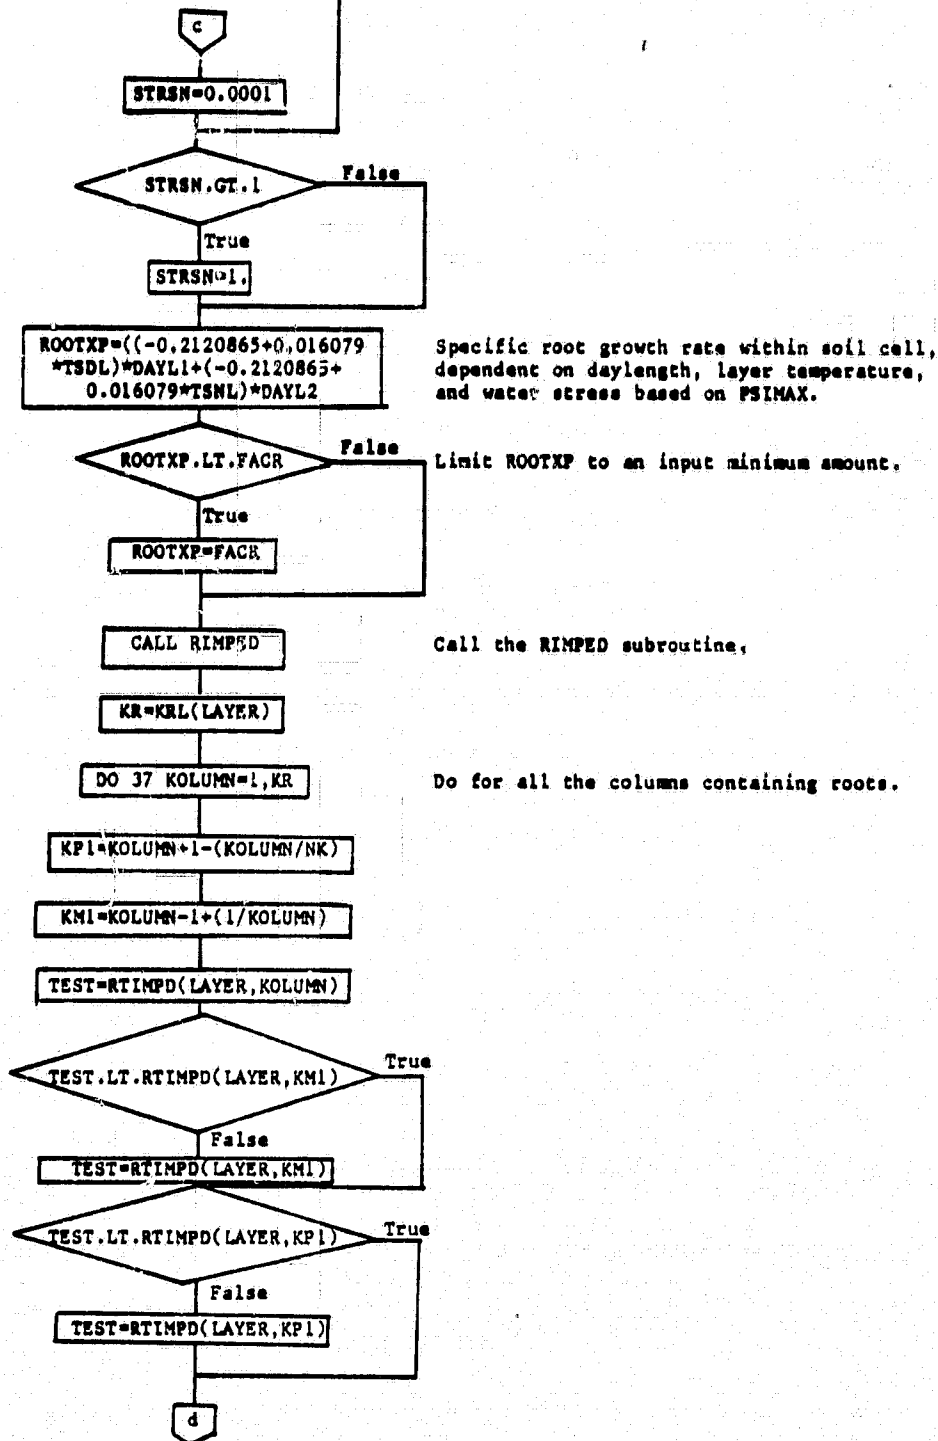 c
STRSN=0.0001
STRSN.GT.1
False
True
STRSN=1.
ROOTXP=((-0.2120865+0.016079
*TSDL)*DAYL1+(-0.2120865+
0.016079*TSNL)*DAYL2
Specific root growth rate within soil cell,
dependent on daylength, layer temperature,
and water stress based on PSIMAX.
ROOTXP.LT.FACR
False
Limit ROOTXP to an input minimum amount.
True
ROOTXP=FACR
CALL RIMPED
Call the RIMPED subroutine.
KR=KRL(LAYER)
DO 37 KOLUMN=1,KR
Do for all the columns containing roots.
KP1=KOLUMN+1-(KOLUMN/NK)
KM1=KOLUMN-1+(1/KOLUMN)
TEST=RTIMPD(LAYER,KOLUMN)
TEST.LT.RTIMPD(LAYER,KM1)
True
False
TEST=RTIMPD(LAYER,KM1)
TEST.LT.RTIMPD(LAYER,KP1)
True
False
TEST=RTIMPD(LAYER,KP1)
d